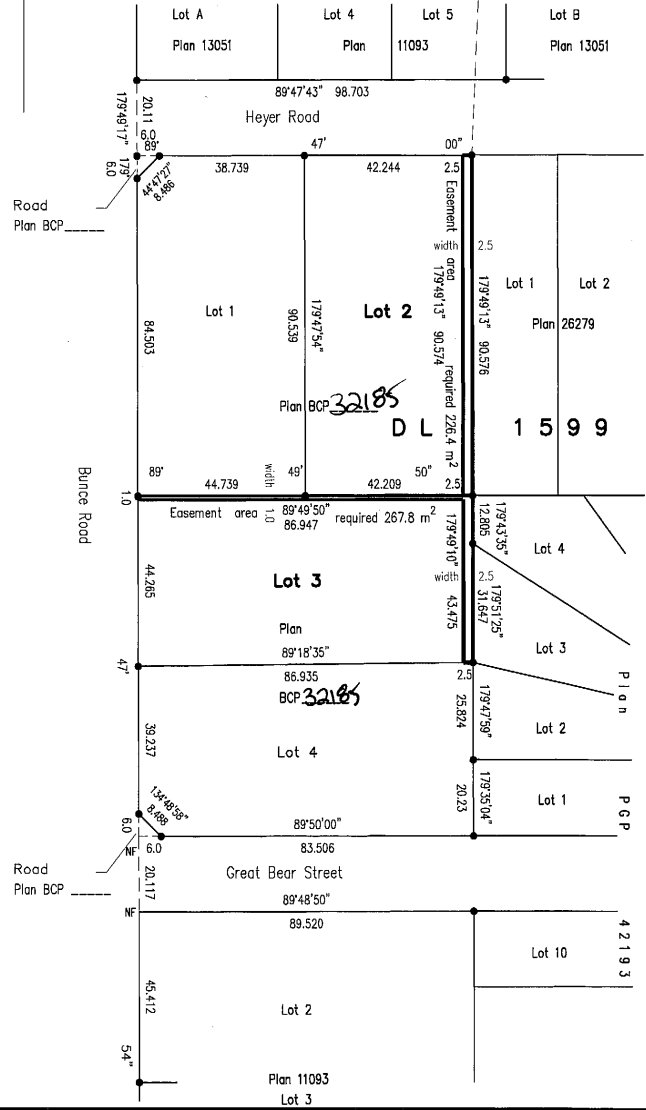 Lot A Lot 4 Lot 5 Lot B
Plan 13051 Plan 11093 Plan 13051
89°47'43" 98.703
20.11
179°49'17"
Heyer Road
6.0
89' 47' 00"
179°
6.0
44°47'27"
8.486
38.739 42.244 2.5
Road
Plan BCP_____
Easement area
width 2.5
179°49'13"
90.574
required 226.4 m²
179°49'13"
90.576
Lot 1 Lot 2
Plan 26279
Lot 1
84.503
90.539
179°47'54"
Lot 2
Plan BCP 32185
D L 1 5 9 9
89' 49' 50"
44.739 width 42.209 2.5
1.0
Bunce Road
Easement area 1.0 89°49'50" required 267.8 m²
86.947
179°43'35"
12.805
Lot 4
179°49'10"
width 2.5
43.475
179°51'25"
31.647
44.265
Lot 3
Plan
Lot 3
89°18'35"
86.935
47'
2.5
BCP 32185
25.824
179°47'59"
Lot 2
Plan
39.237
Lot 4
134°48'58"
8.488
20.23
179°35'04"
Lot 1
PGP
6.0
89°50'00"
NF 6.0 83.506
Road
Plan BCP _____
20.117
Great Bear Street
89°48'50"
NF 89.520
42193
Lot 10
45.412
Lot 2
54"
Plan 11093
Lot 3